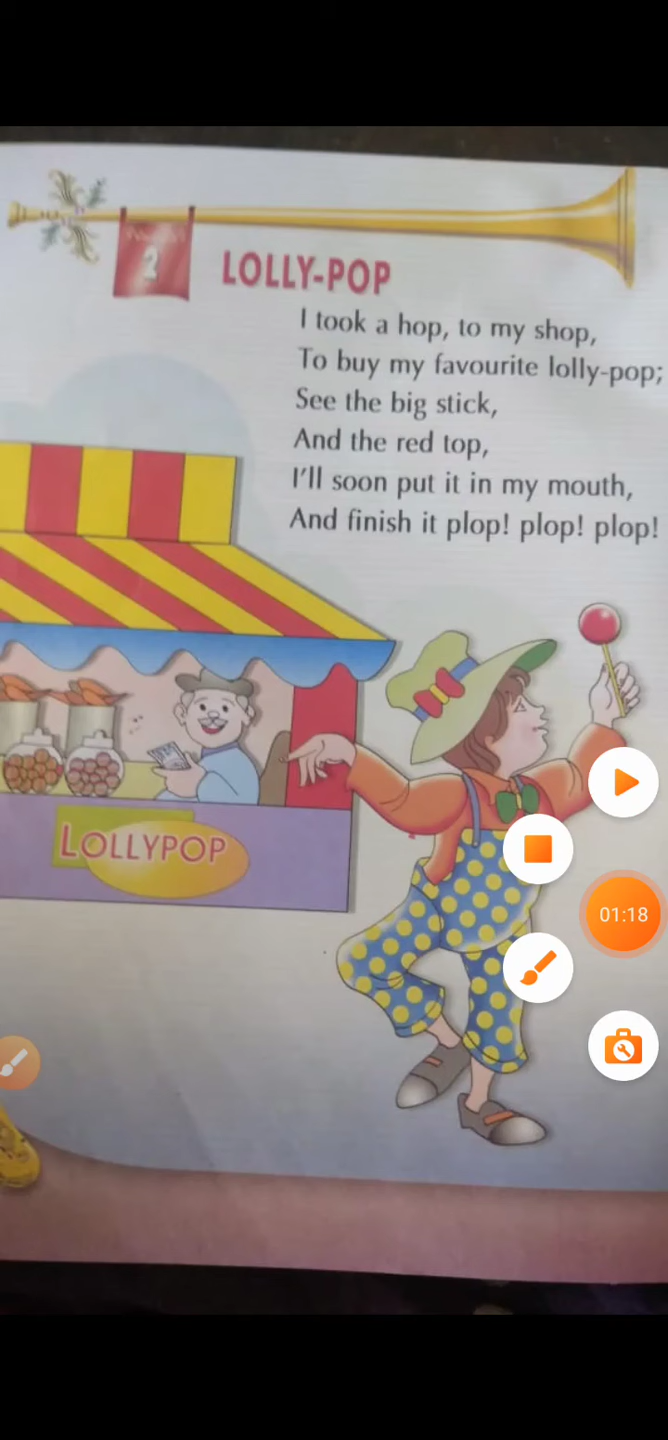 2
LOLLY-POP
I took a hop, to my shop,
To buy my favourite lolly-pop;
See the big stick,
And the red top,
I'll soon put it in my mouth,
And finish it plop! plop! plop!
LOLLYPOP
01:18